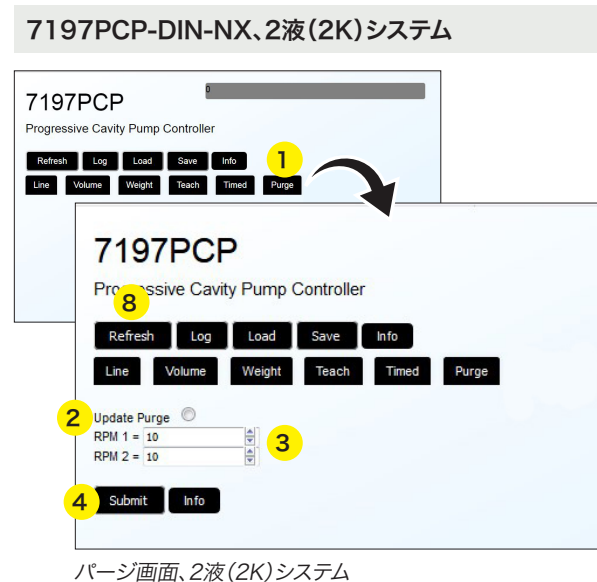 7197PCP-DIN-NX、2液（2K）システム
0
7197PCP
Progressive Cavity Pump Controller
Refresh Log Load Save Info
1
Line Volume Weight Teach Timed Purge
7197PCP
Progressive Cavity Pump Controller
8
Refresh Log Load Save Info
Line Volume Weight Teach Timed Purge
2 Update Purge
RPM 1 = 10
3
RPM 2 = 10
4 Submit Info
パージ画面、2液（2K）システム